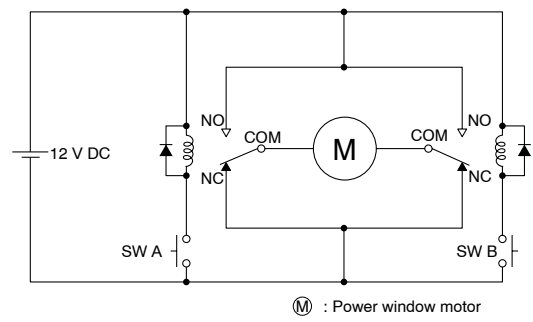 NO
NO
COM
COM
M
12 V DC
NC
NC
SW A
SW B
M : Power window motor